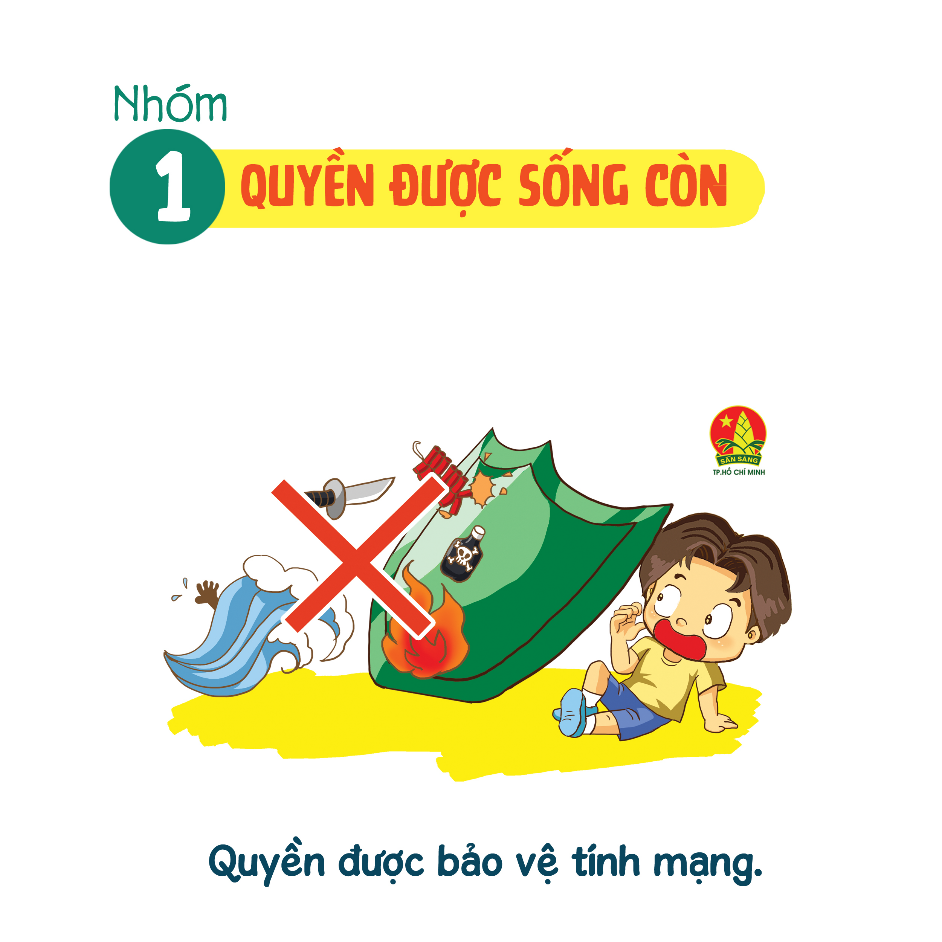 Nhóm
1 QUYỀN ĐƯỢC SỐNG CÒN
SẴN SÀNG
TP.HỒ CHÍ MINH
Quyền được bảo vệ tính mạng.